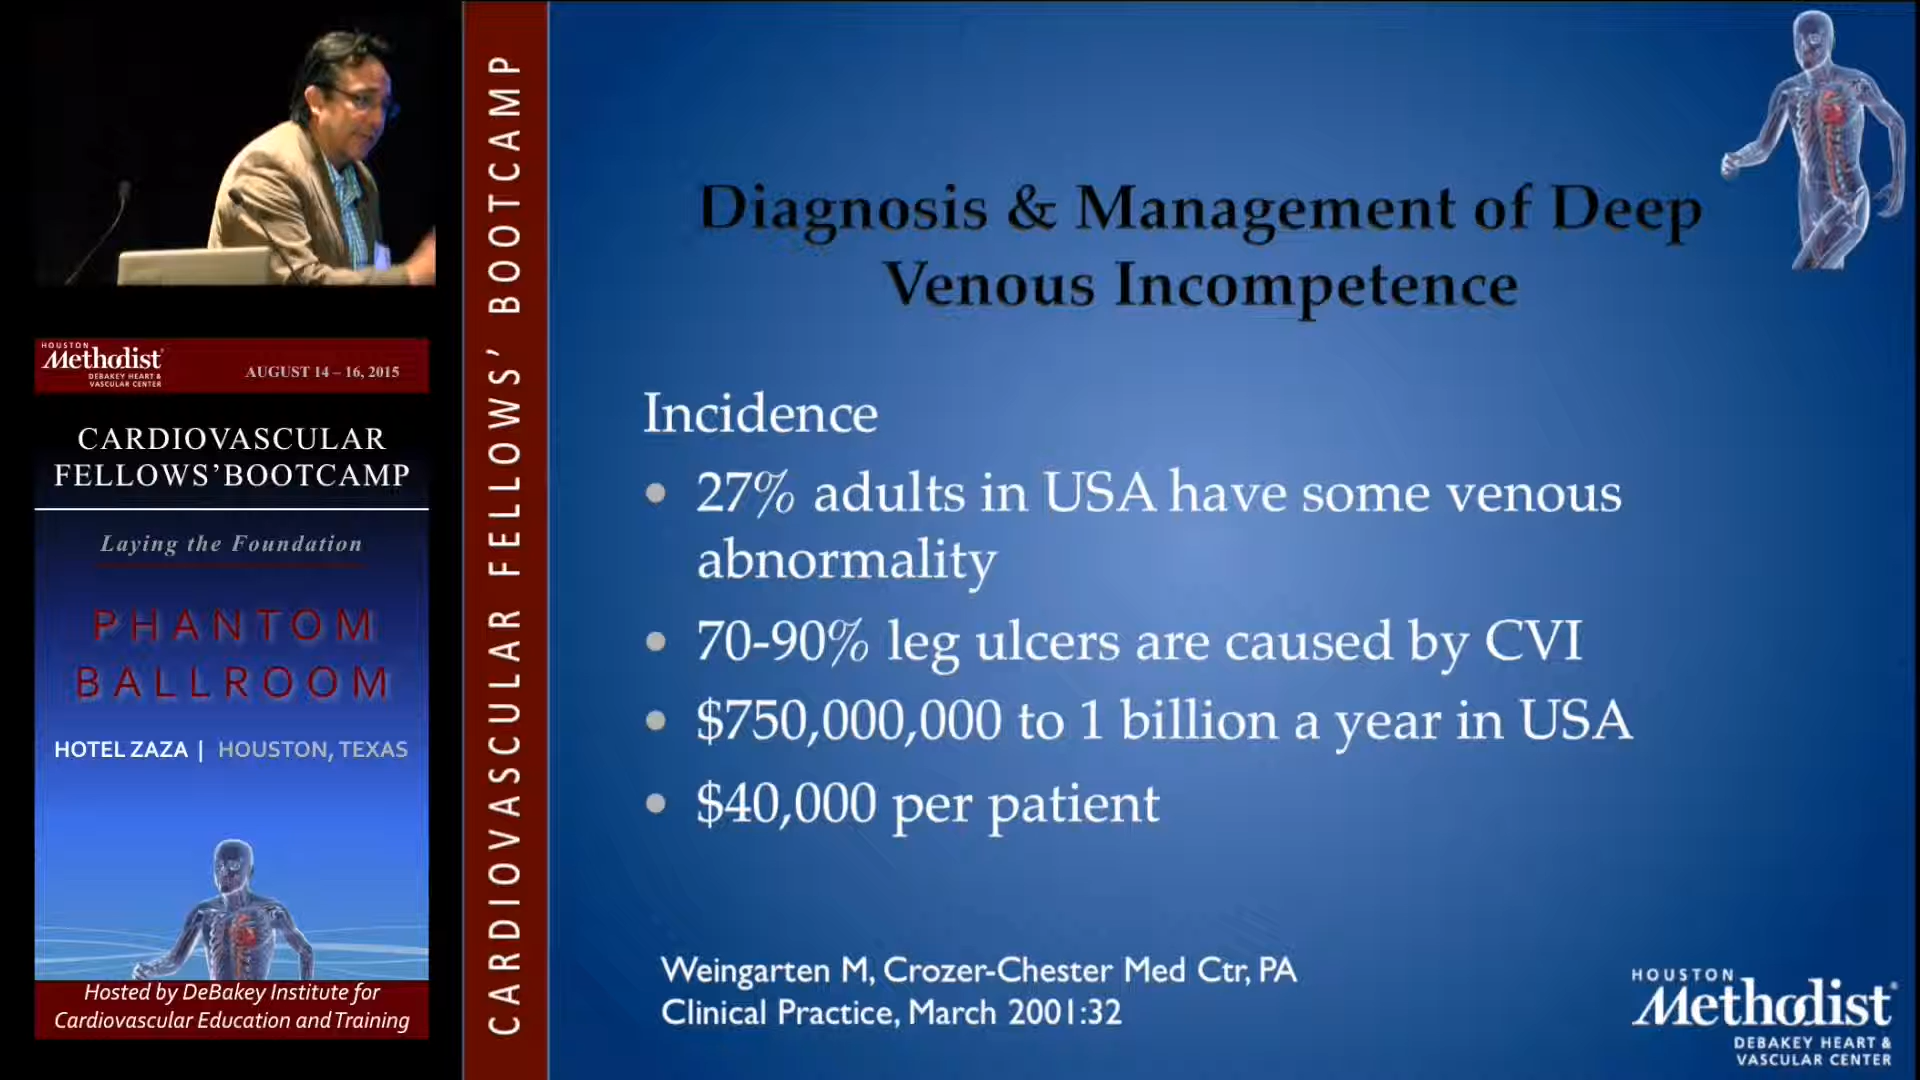 HOUSTON
Methodist
DEBAKEY HEART &
VASCULAR CENTER
AUGUST 14 – 16, 2015
CARDIOVASCULAR
FELLOWS' BOOTCAMP
Laying the Foundation
PHANTOM
BALLROOM
HOTEL ZAZA | HOUSTON, TEXAS
Hosted by DeBakey Institute for
Cardiovascular Education and Training
CARDIOVASCULAR FELLOWS' BOOTCAMP
Diagnosis & Management of Deep
Venous Incompetence
Incidence
• 27% adults in USA have some venous
abnormality
• 70-90% leg ulcers are caused by CVI
• $750,000,000 to 1 billion a year in USA
• $40,000 per patient
Weingarten M, Crozer-Chester Med Ctr, PA
Clinical Practice, March 2001:32
HOUSTON
Methodist
DEBAKEY HEART &
VASCULAR CENTER